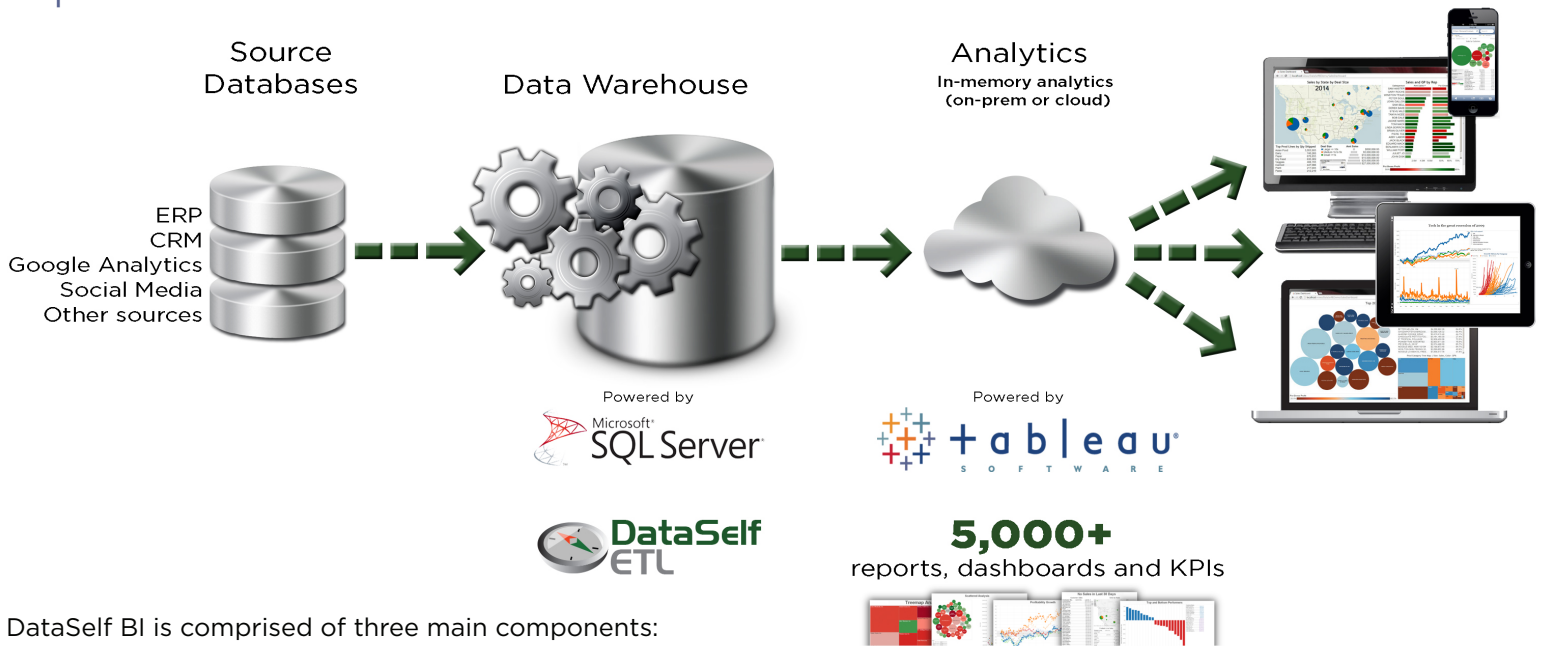 Source
Databases
Data Warehouse
Analytics
In-memory analytics
(on-prem or cloud)
ERP
CRM
Google Analytics
Social Media
Other sources
2014
Powered by
Microsoft®
SQL Server®
Powered by
tableau®
SOFTWARE
DataSelf
ETL
5,000+
reports, dashboards and KPIs
DataSelf BI is comprised of three main components: